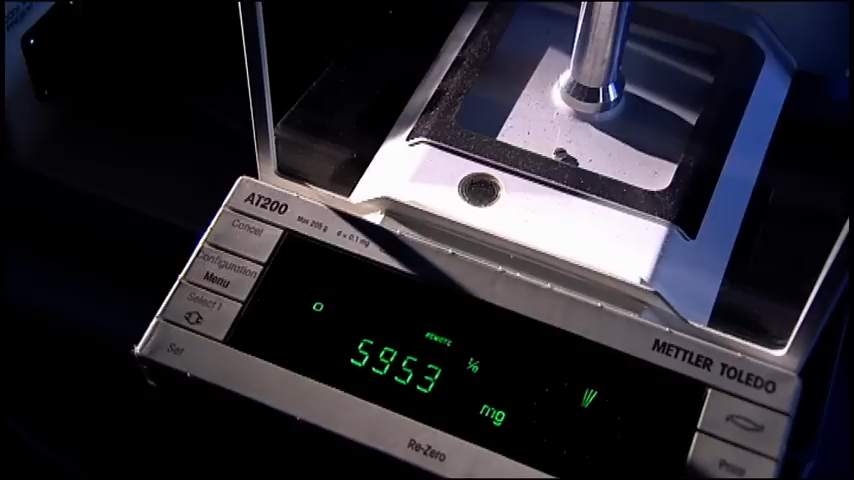 AT200
Max 205 g d = 0.1 mg
Cancel
Configuration
Menu
Select 1
Set
REMOTE
5953 %
mg
METTLER TOLEDO
Re-Zero
Print